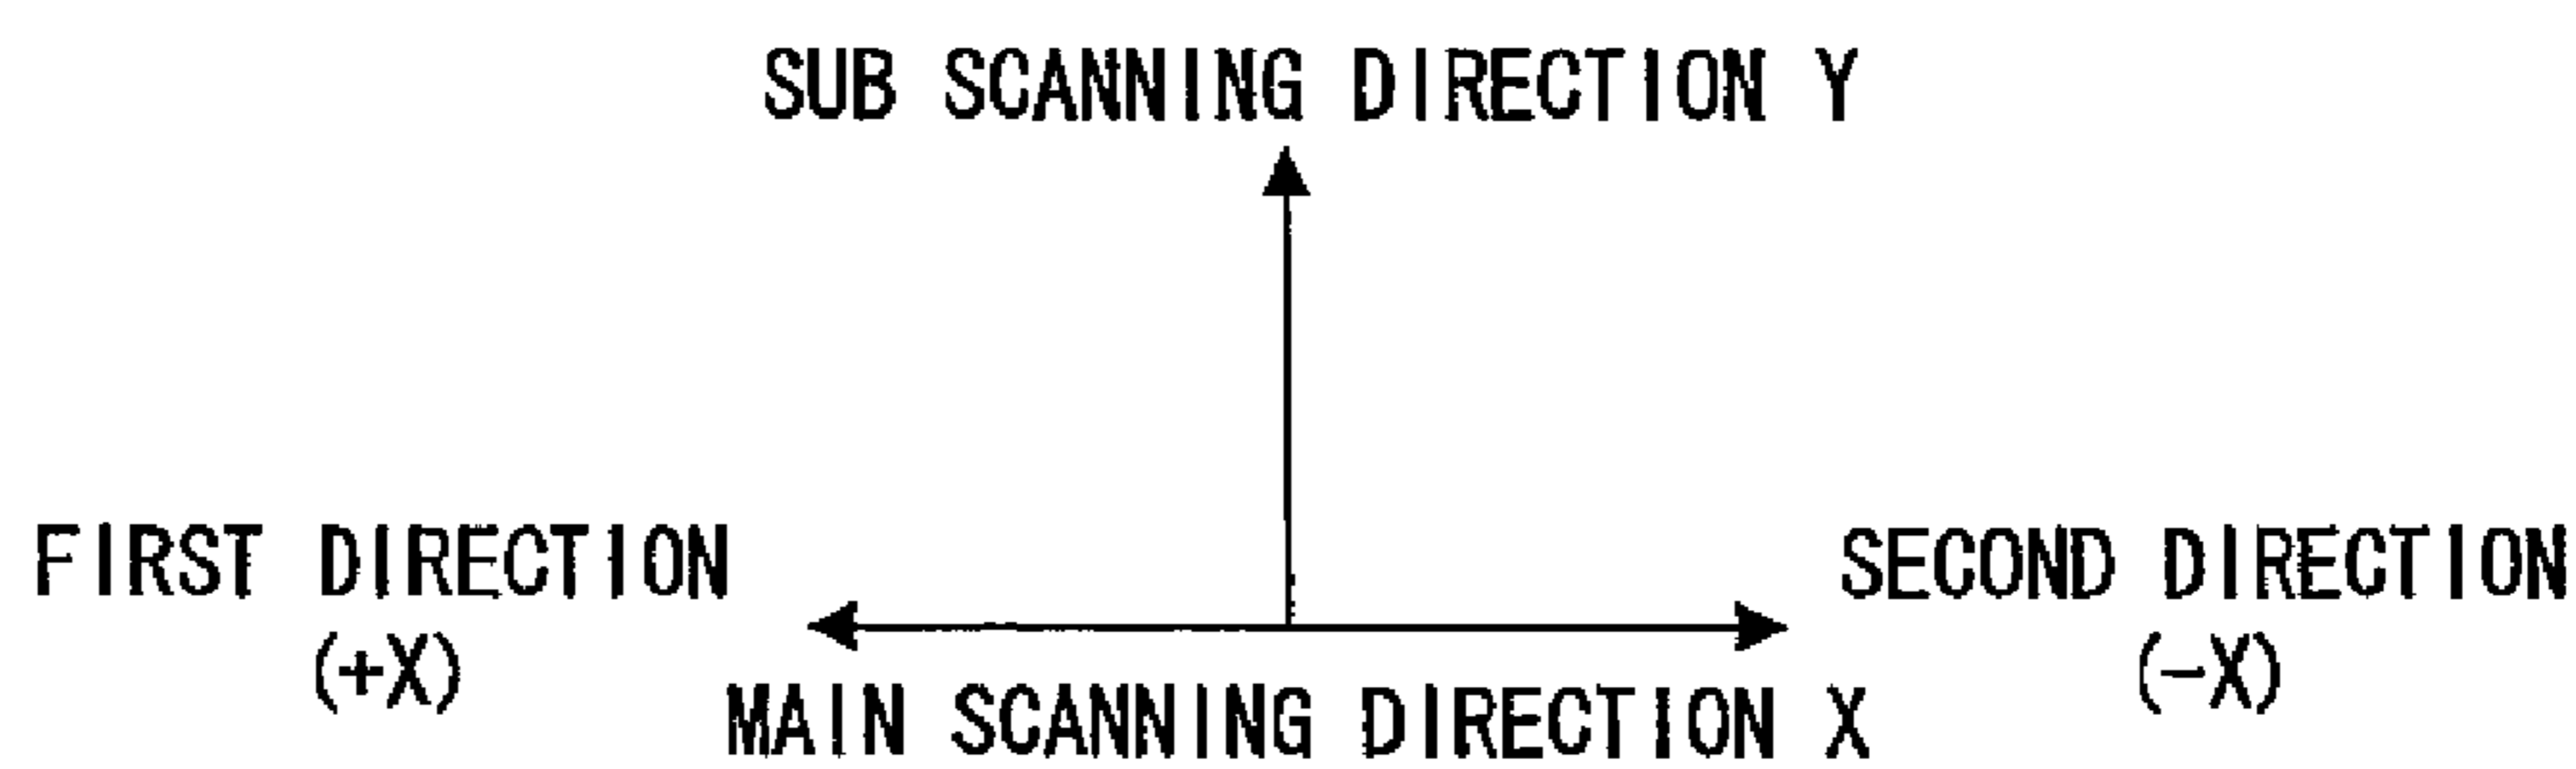 SUB SCANNING DIRECTION Y
FIRST DIRECTION
(+X)
SECOND DIRECTION
(-X)
MAIN SCANNING DIRECTION X